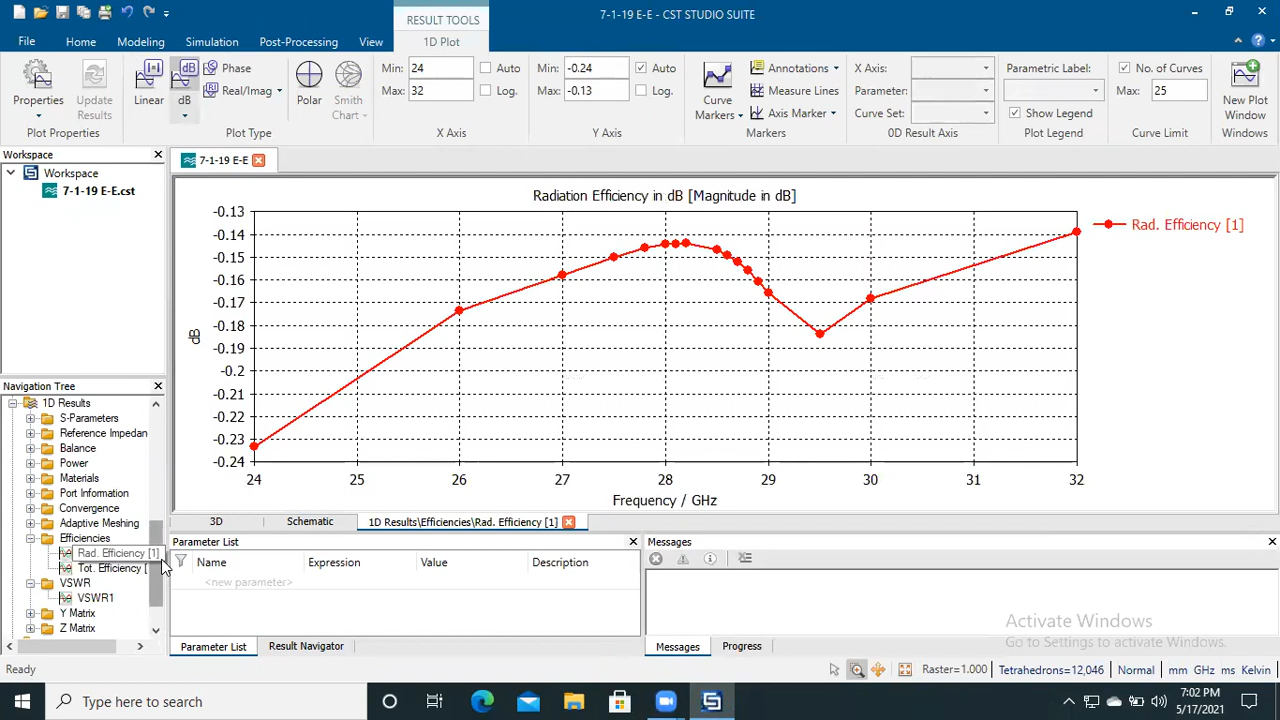 7-1-19 E-E - CST STUDIO SUITE
RESULT TOOLS
File
Home
Modeling
Simulation
Post-Processing
View
1D Plot
Properties
Update Results
Plot Properties
Linear
dB
Phase
Real/Imag
Polar
Smith Chart
Plot Type
Min: 24
Auto
Max: 32
Log.
X Axis
Min: -0.24
Auto
Max: -0.13
Log.
Y Axis
Curve Markers
Annotations
Measure Lines
Axis Marker
Markers
X Axis:
Parameter:
Curve Set:
0D Result Axis
Parametric Label:
Show Legend
Plot Legend
No. of Curves
Max: 25
Curve Limit
New Plot Window
Windows
Workspace
Workspace
7-1-19 E-E.cst
7-1-19 E-E
Radiation Efficiency in dB [Magnitude in dB]
Rad. Efficiency [1]
-0.13
-0.14
-0.15
-0.16
-0.17
-0.18
-0.19
-0.2
-0.21
-0.22
-0.23
-0.24
dB
24 25 26 27 28 29 30 31 32
Frequency / GHz
Navigation Tree
1D Results
S-Parameters
Reference Impedan
Balance
Power
Materials
Port Information
Convergence
Adaptive Meshing
Efficiencies
Rad. Efficiency [1]
Tot. Efficiency [
VSWR
VSWR1
Y Matrix
Z Matrix
3D
Schematic
1D Results\Efficiencies\Rad. Efficiency [1]
Parameter List
Name Expression Value Description
<new parameter>
Parameter List
Result Navigator
Messages
Activate Windows
Go to Settings to activate Windows.
Messages
Progress
Ready
Raster=1.000
Tetrahedrons=12,046
Normal
mm GHz ns Kelvin
Type here to search
7:02 PM
5/17/2021